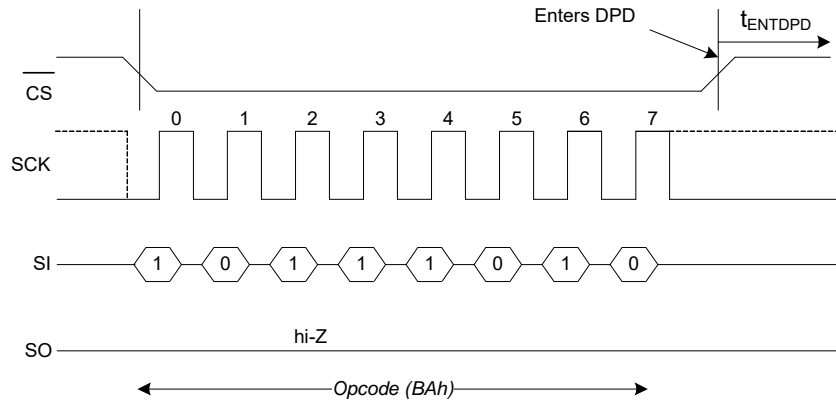 Enters DPD
tENTDPD
CS
0 1 2 3 4 5 6 7
SCK
SI
1 0 1 1 1 0 1 0
hi-Z
SO
Opcode (BAh)